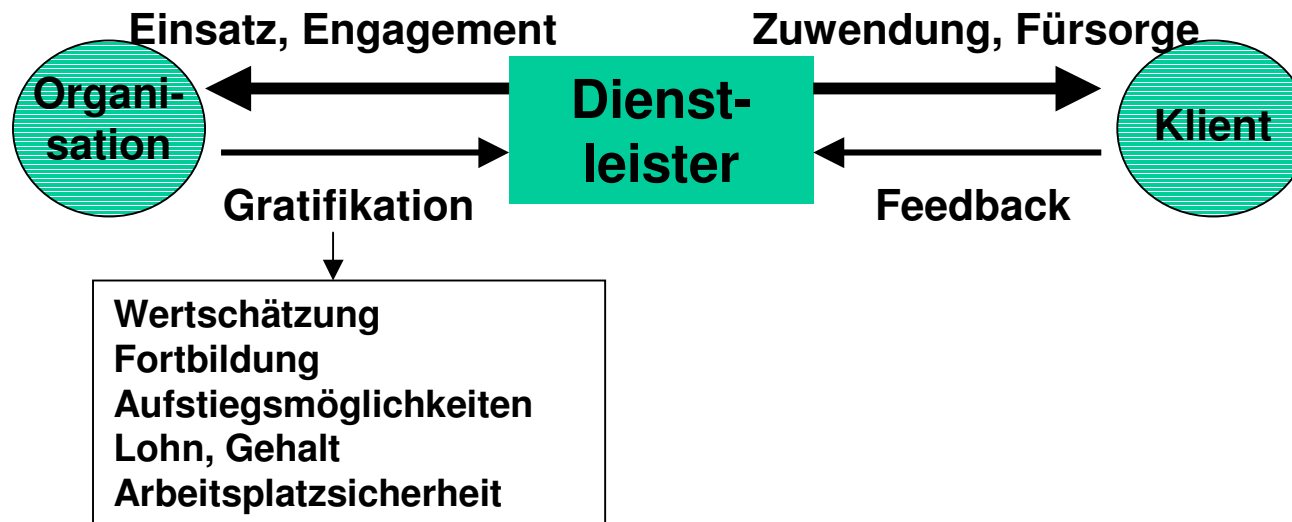 Einsatz, Engagement
Zuwendung, Fürsorge
Organi-
sation
Dienst-
leister
Klient
Gratifikation
Feedback
Wertschätzung
Fortbildung
Aufstiegsmöglichkeiten
Lohn, Gehalt
Arbeitsplatzsicherheit